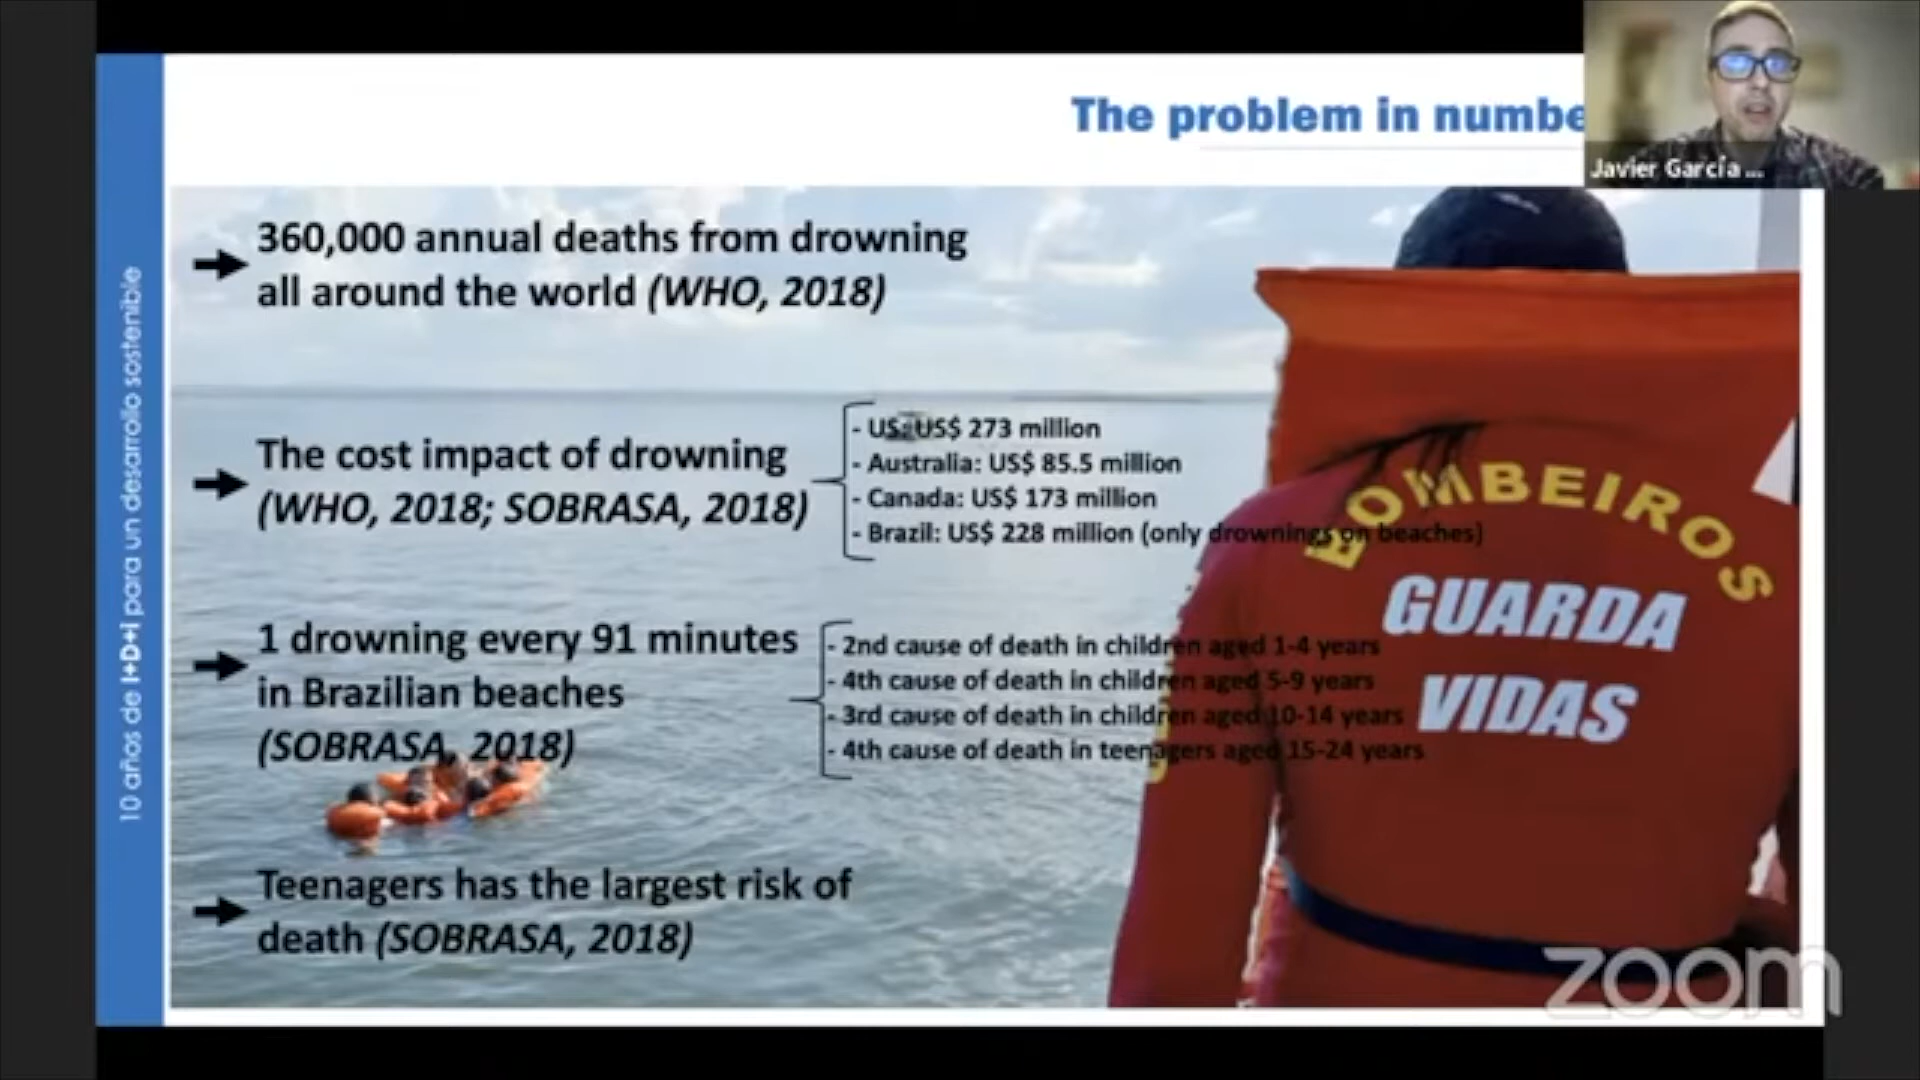 The problem in numbe
Javier García ...
360,000 annual deaths from drowning
all around the world (WHO, 2018)
The cost impact of drowning
(WHO, 2018; SOBRASA, 2018)
- US: US$ 273 million
- Australia: US$ 85.5 million
- Canada: US$ 173 million
- Brazil: US$ 228 million (only drownings on beaches)
1 drowning every 91 minutes
in Brazilian beaches
(SOBRASA, 2018)
- 2nd cause of death in children aged 1-4 years
- 4th cause of death in children aged 5-9 years
- 3rd cause of death in children aged 10-14 years
- 4th cause of death in teenagers aged 15-24 years
Teenagers has the largest risk of
death (SOBRASA, 2018)
BOMBEIROS
GUARDA
VIDAS
10 años de I+D+i para un desarrollo sostenible
zoom